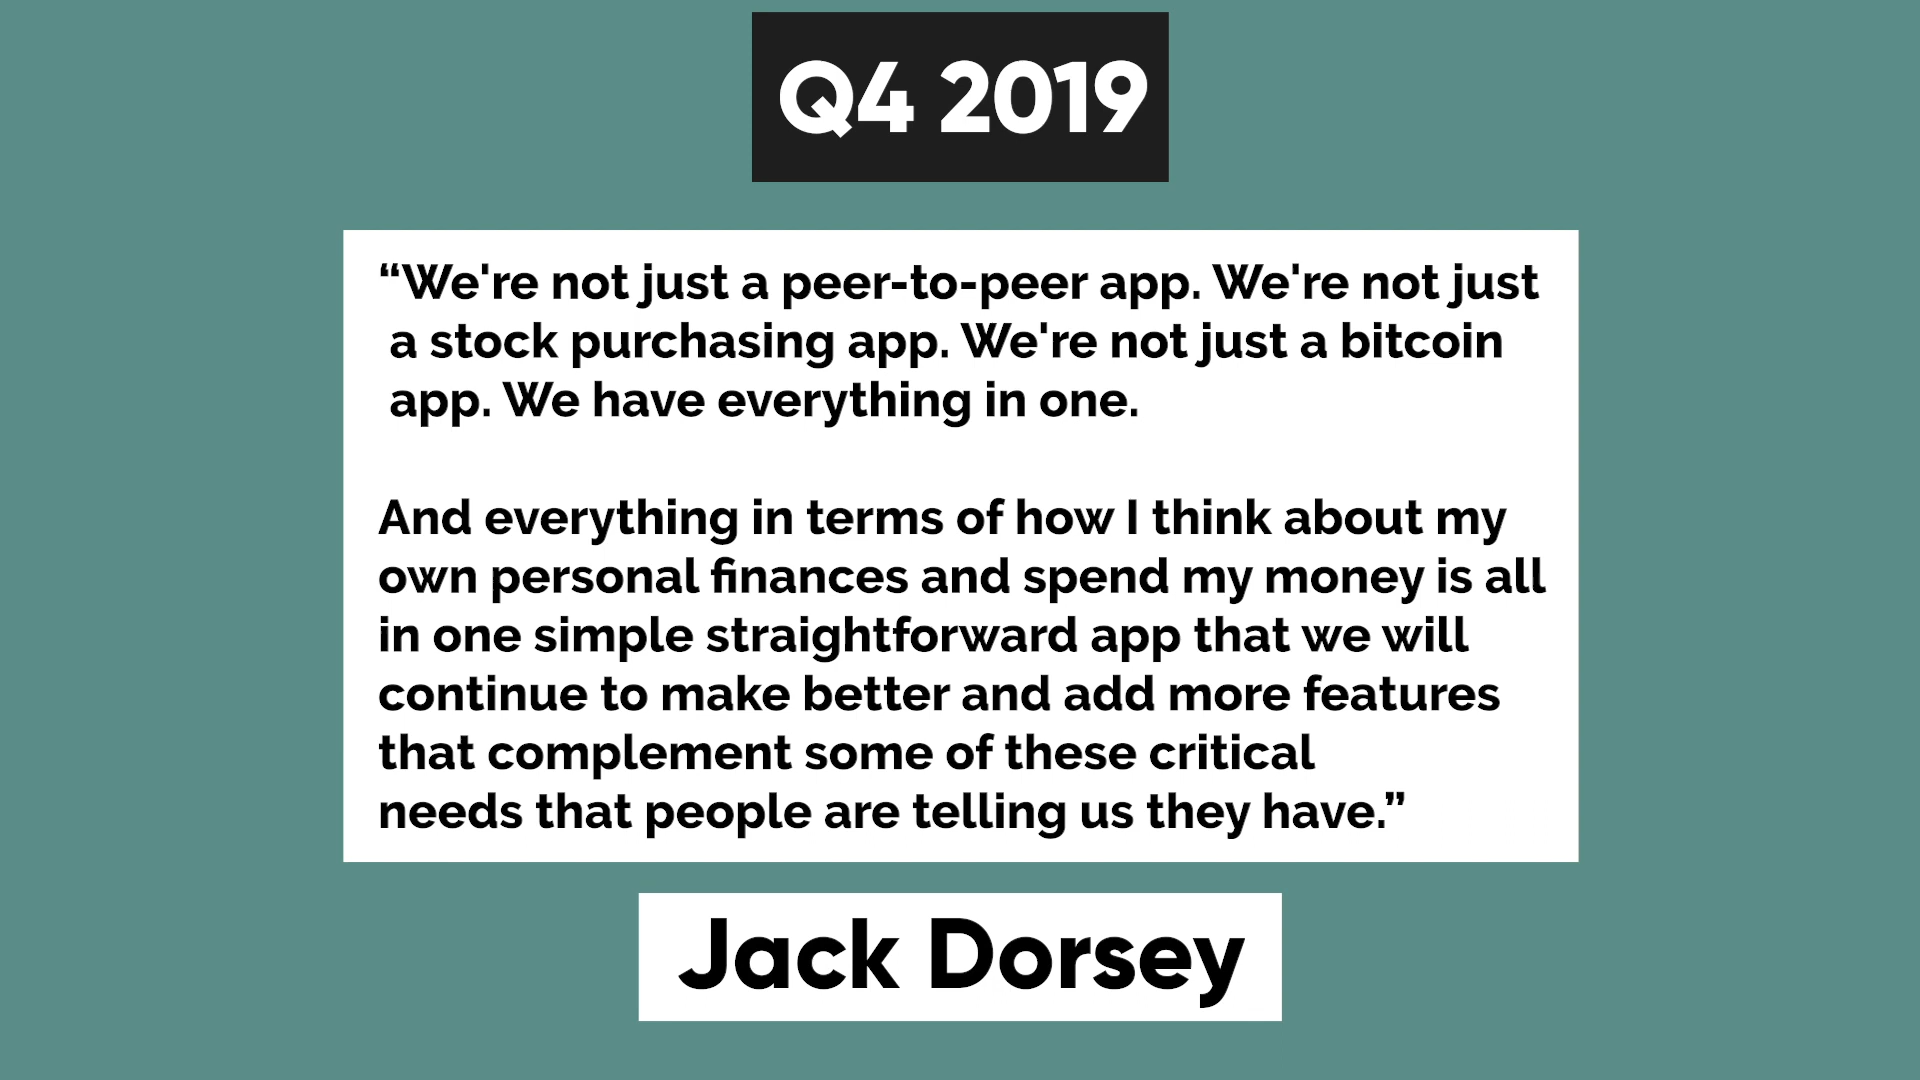 Q4 2019
“We're not just a peer-to-peer app. We're not just
a stock purchasing app. We're not just a bitcoin
app. We have everything in one.
And everything in terms of how I think about my
own personal finances and spend my money is all
in one simple straightforward app that we will
continue to make better and add more features
that complement some of these critical
needs that people are telling us they have.”
Jack Dorsey